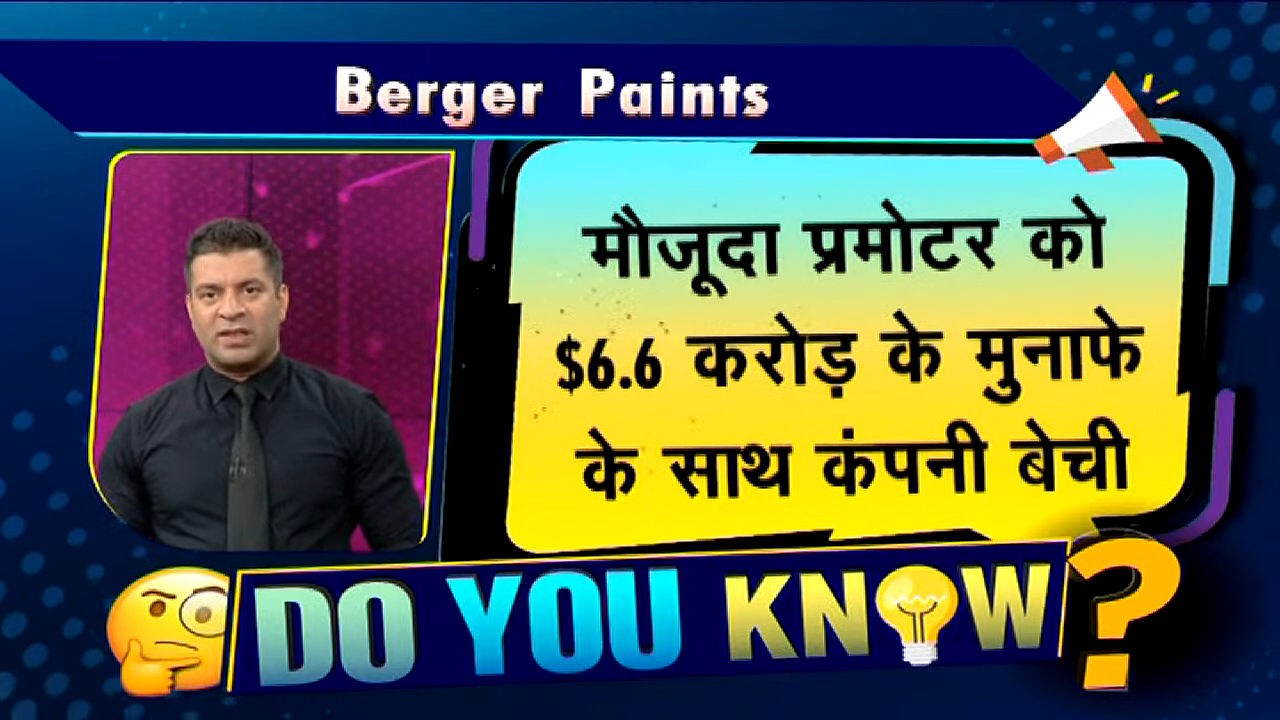 Berger Paints
मौजूदा प्रमोटर को
$6.6 करोड़ के मुनाफे
के साथ कंपनी बेची
DO YOU KNOW?